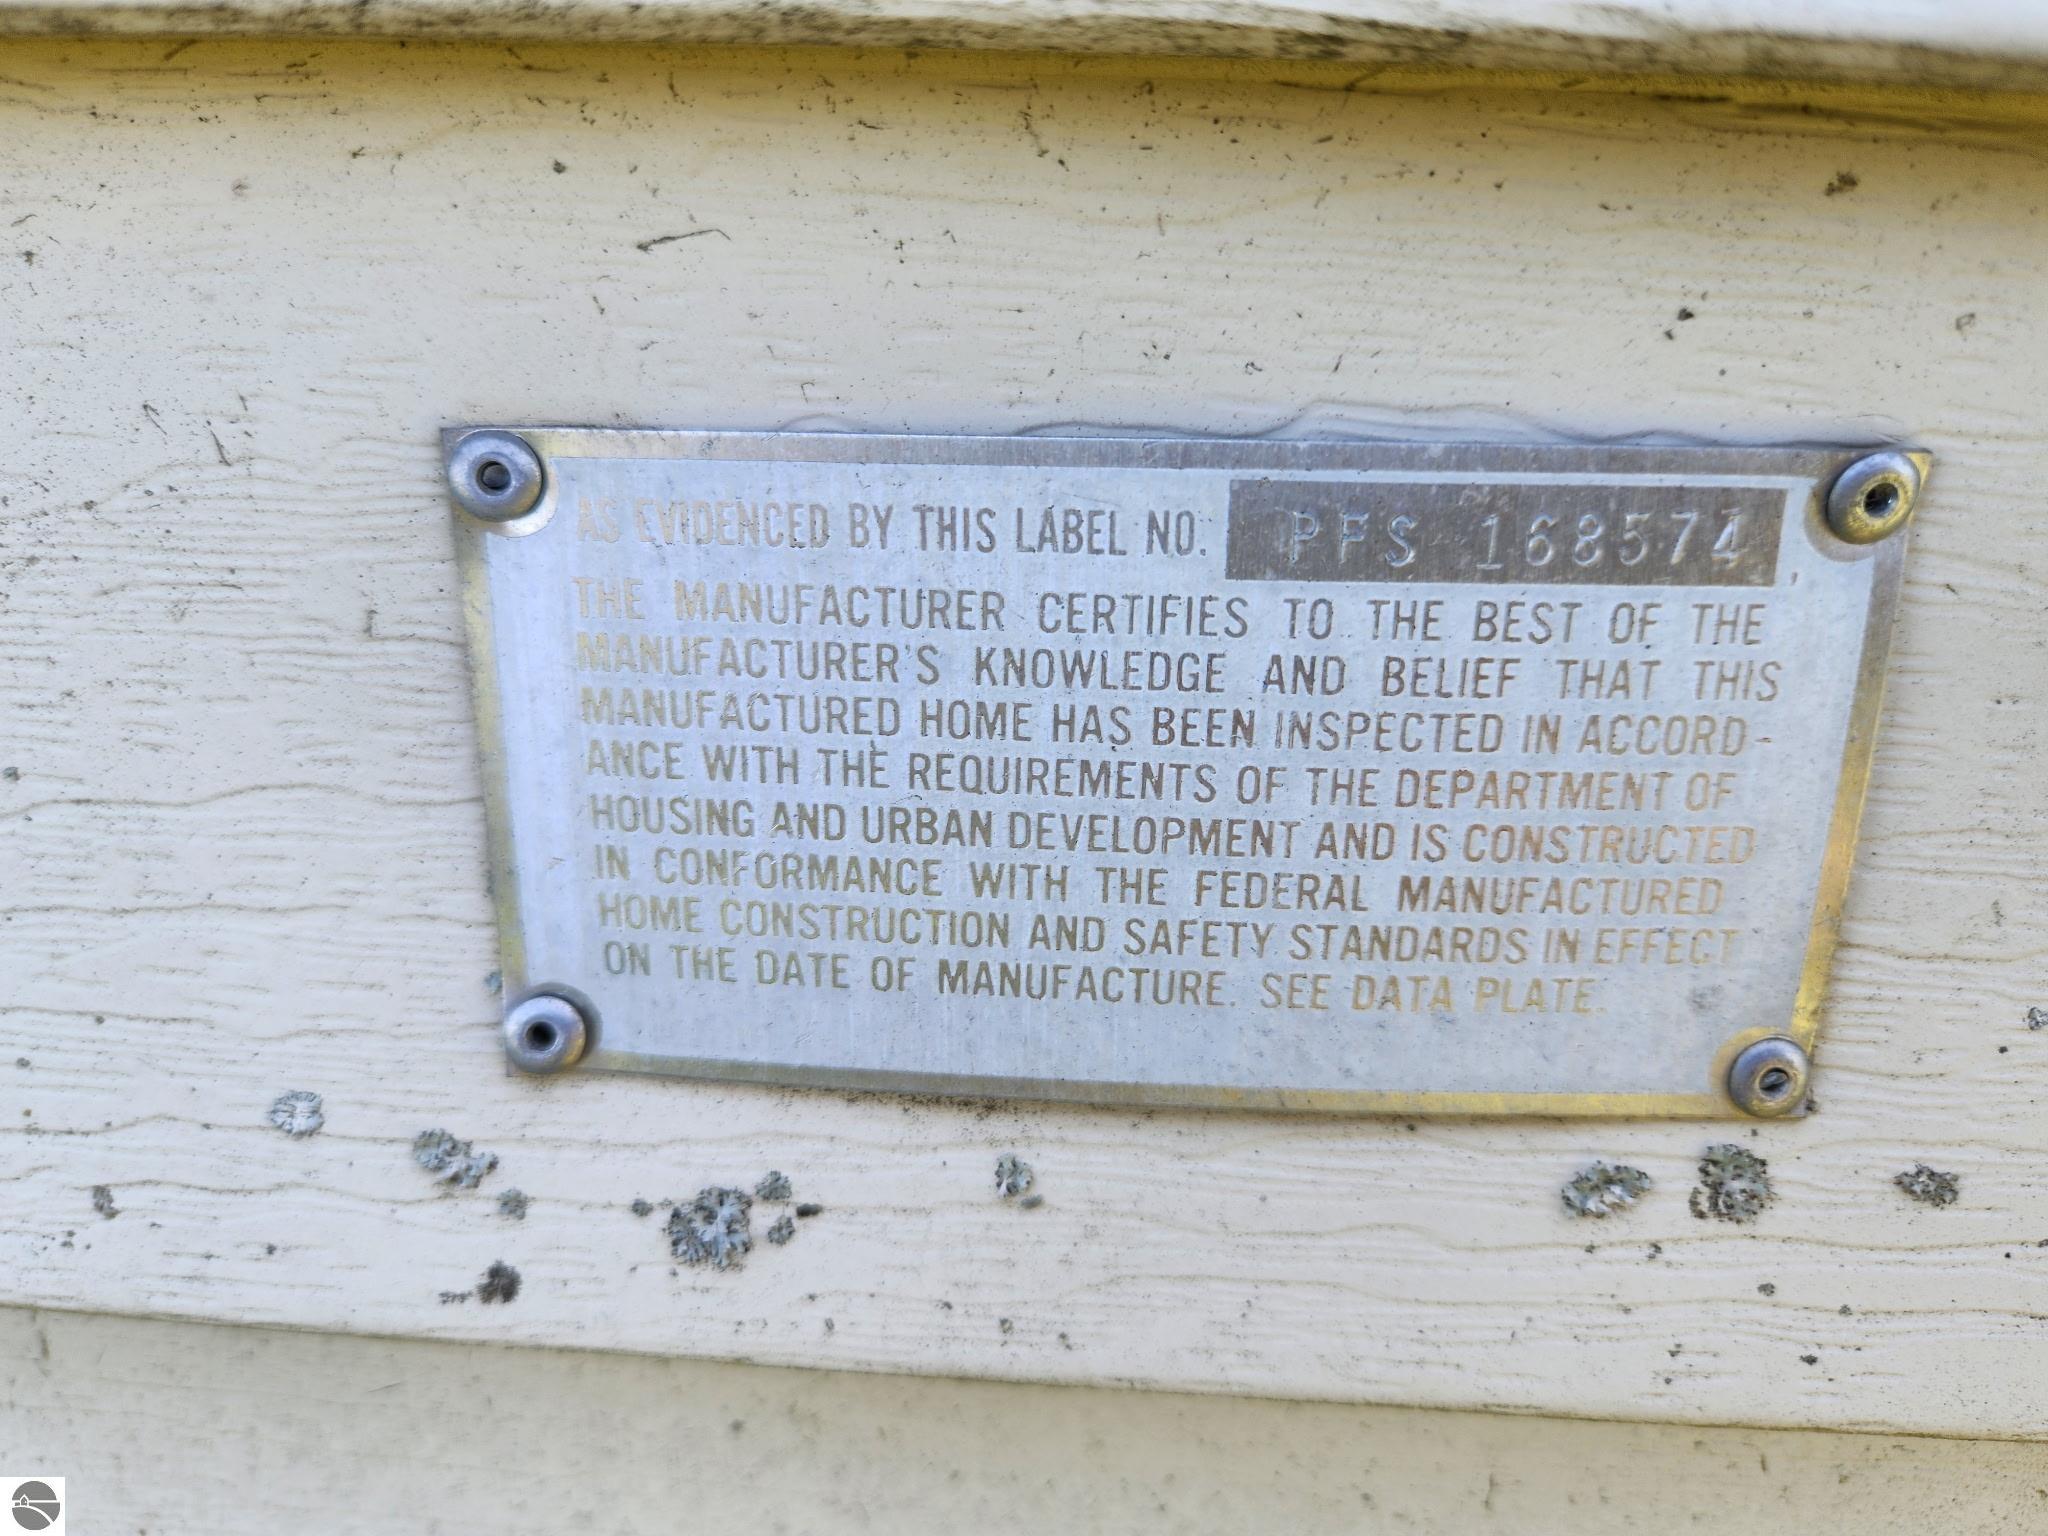 AS EVIDENCED BY THIS LABEL NO. PFS 168574,
THE MANUFACTURER CERTIFIES TO THE BEST OF THE
MANUFACTURER'S KNOWLEDGE AND BELIEF THAT THIS
MANUFACTURED HOME HAS BEEN INSPECTED IN ACCORD-
ANCE WITH THE REQUIREMENTS OF THE DEPARTMENT OF
HOUSING AND URBAN DEVELOPMENT AND IS CONSTRUCTED
IN CONFORMANCE WITH THE FEDERAL MANUFACTURED
HOME CONSTRUCTION AND SAFETY STANDARDS IN EFFECT
ON THE DATE OF MANUFACTURE. SEE DATA PLATE.